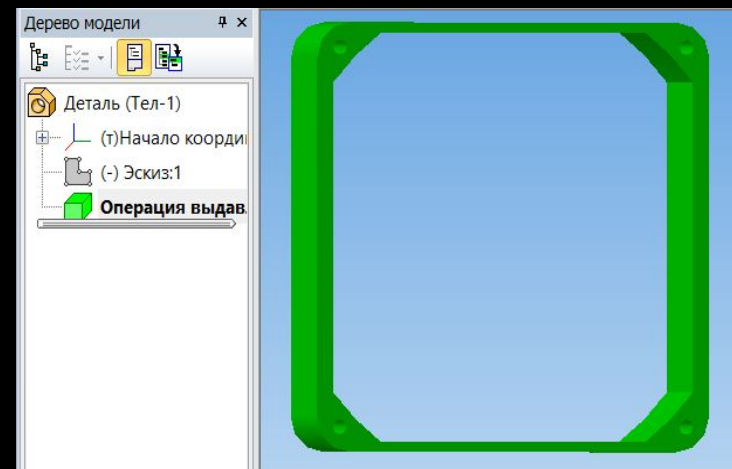 Дерево модели
Деталь (Тел-1)
(т)Начало коорди
(-) Эскиз:1
Операция выдав.